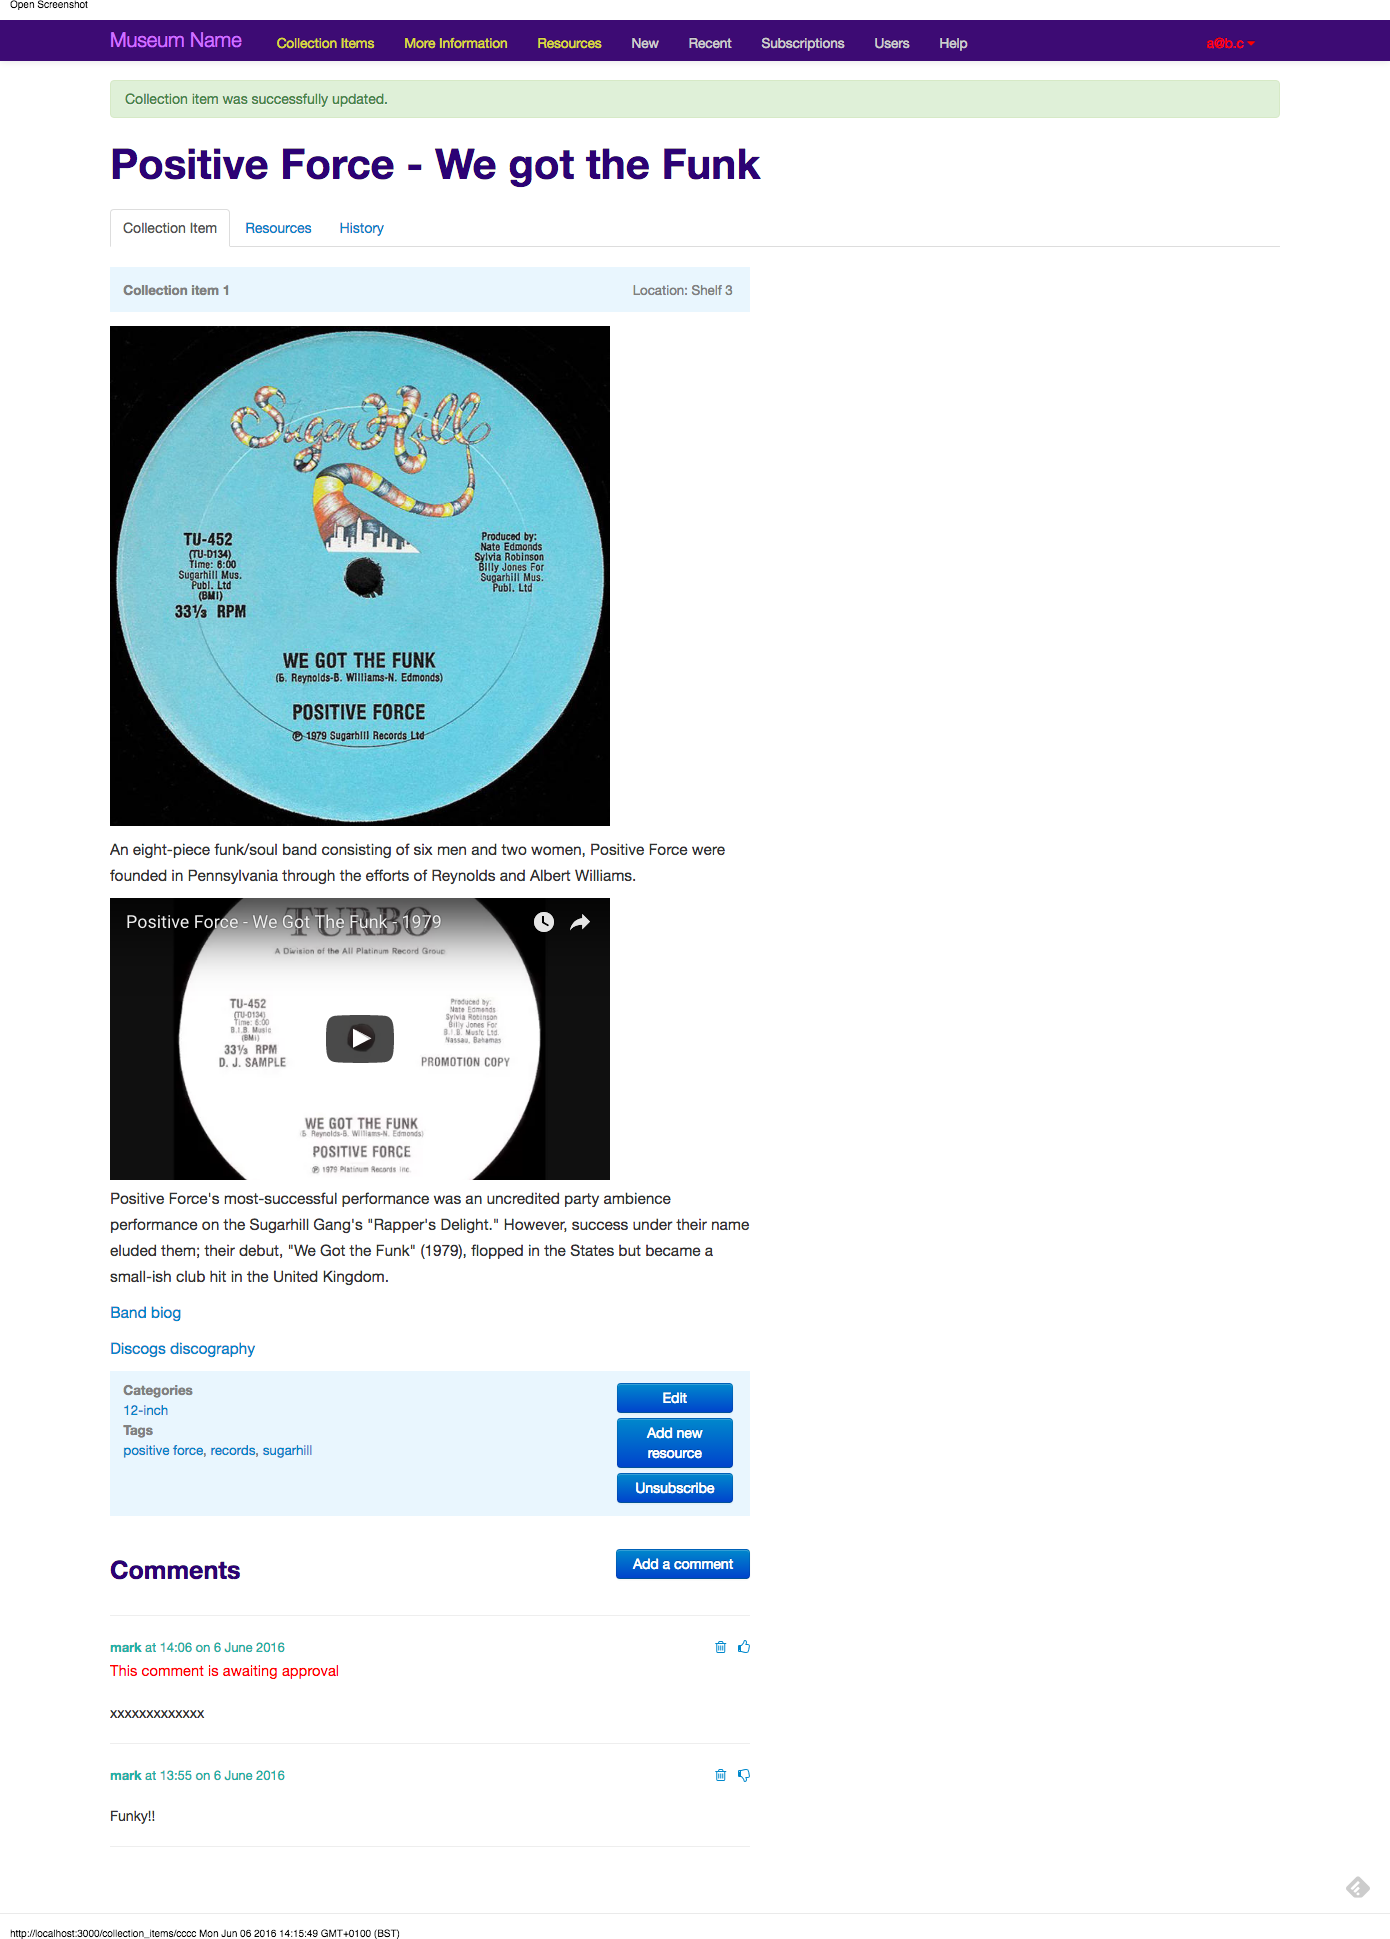 Open Screenshot
Museum Name Collection Items More Information Resources New Recent Subscriptions Users Help a@b.c
Collection item was successfully updated.
Positive Force - We got the Funk
Collection Item Resources History
Collection item 1 Location: Shelf 3
Sugar Hill
TU-452
(TU-D134)
Time: 6:00
Sugarhill Mus.
Publ. Ltd
(BMI)
33⅓ RPM
Produced by:
Nate Edmonds
Sylvia Robinson
Billy Jones For
Sugarhill Mus.
Publ. Ltd
WE GOT THE FUNK
(B. Reynolds-B. Williams-N. Edmonds)
POSITIVE FORCE
℗ 1979 Sugarhill Records Ltd
An eight-piece funk/soul band consisting of six men and two women, Positive Force were
founded in Pennsylvania through the efforts of Reynolds and Albert Williams.
Positive Force - We Got The Funk - 1979
TURBO
A Division of the All Platinum Record Group
TU-452
(TU-D134)
Time: 6:00
B.I.B. Music
(BMI)
33⅓ RPM
D. J. SAMPLE
Produced by:
Nate Edmonds
Sylvia Robinson
Billy Jones For
B.I.B. Music Ltd.
Nassau, Bahamas
PROMOTION COPY
WE GOT THE FUNK
(B. Reynolds-B. Williams-N. Edmonds)
POSITIVE FORCE
℗ 1979 Platinum Records Inc.
Positive Force's most-successful performance was an uncredited party ambience
performance on the Sugarhill Gang's "Rapper's Delight." However, success under their name
eluded them; their debut, "We Got the Funk" (1979), flopped in the States but became a
small-ish club hit in the United Kingdom.
Band biog
Discogs discography
Categories
12-inch
Tags
positive force, records, sugarhill
Edit
Add new
resource
Unsubscribe
Comments
Add a comment
mark at 14:06 on 6 June 2016
This comment is awaiting approval
xxxxxxxxxxxxx
mark at 13:55 on 6 June 2016
Funky!!
http://localhost:3000/collection_items/cccc Mon Jun 06 2016 14:15:49 GMT+0100 (BST)